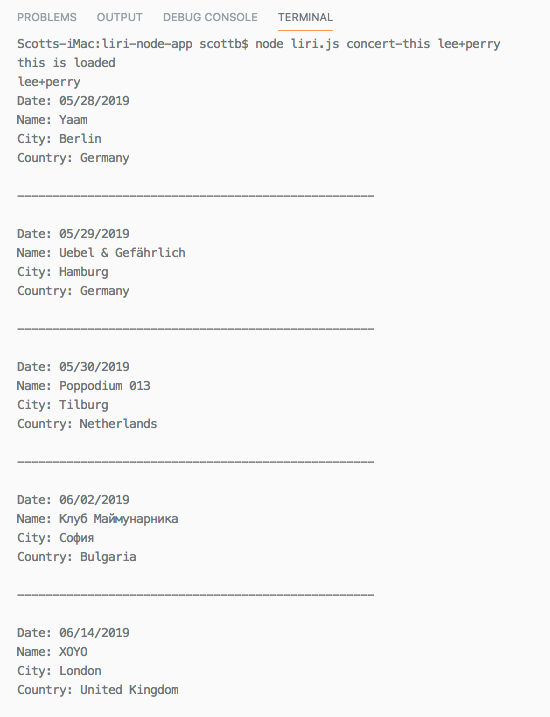 PROBLEMS OUTPUT DEBUG CONSOLE TERMINAL
Scotts-iMac:liri-node-app scottb$ node liri.js concert-this lee+perry
this is loaded
lee+perry
Date: 05/28/2019
Name: Yaam
City: Berlin
Country: Germany
___________________________________________________
Date: 05/29/2019
Name: Uebel & Gefährlich
City: Hamburg
Country: Germany
___________________________________________________
Date: 05/30/2019
Name: Poppodium 013
City: Tilburg
Country: Netherlands
___________________________________________________
Date: 06/02/2019
Name: Клуб Маймунарника
City: София
Country: Bulgaria
___________________________________________________
Date: 06/14/2019
Name: XOYO
City: London
Country: United Kingdom